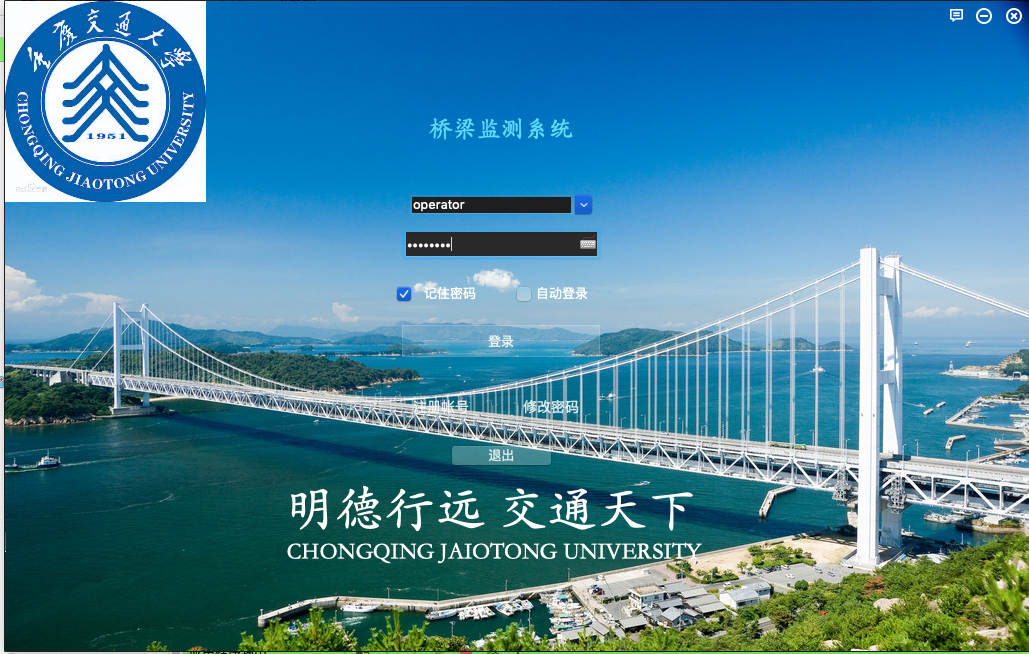 重庆交通大学
CHONGQING JIAOTONG UNIVERSITY
1951
桥梁监测系统
operator
记住密码 自动登录
登录
注册帐号 修改密码
退出
明德行远 交通天下
CHONGQING JAIOTONG UNIVERSITY